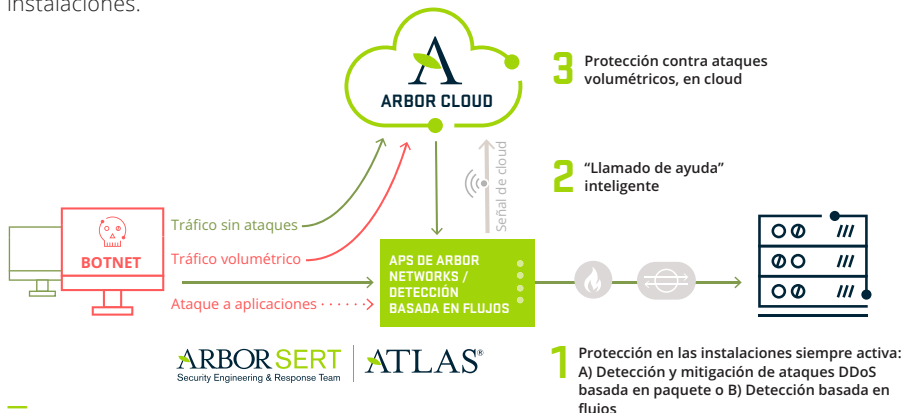 instalaciones.
ARBOR CLOUD
3 Protección contra ataques
volumétricos, en cloud
2 “Llamado de ayuda”
inteligente
Señal de cloud
Tráfico sin ataques
Tráfico volumétrico
Ataque a aplicaciones
BOTNET
APS DE ARBOR
NETWORKS /
DETECCIÓN
BASADA EN FLUJOS
ARBOR SERT
Security Engineering & Response Team
ATLAS®
1 Protección en las instalaciones siempre activa:
A) Detección y mitigación de ataques DDoS
basada en paquete o B) Detección basada en
flujos